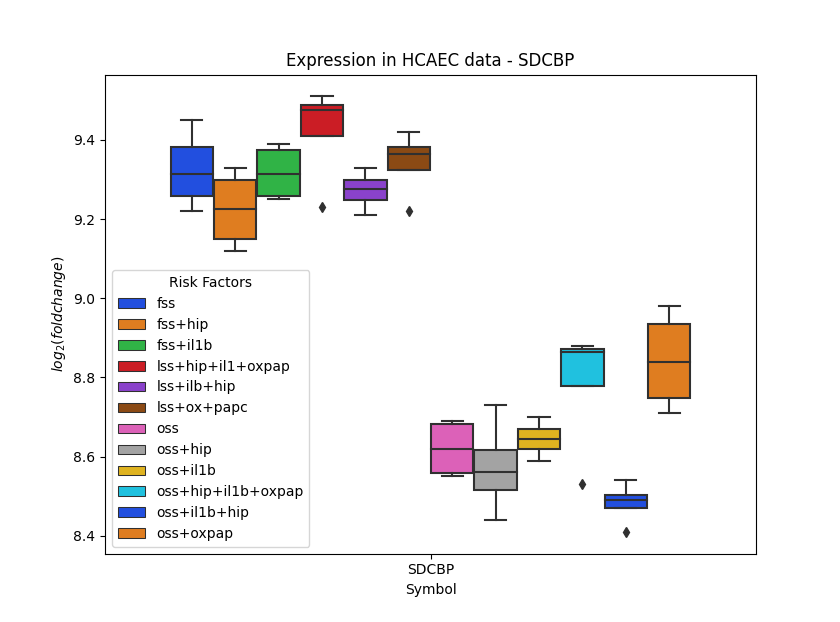 Expression in HCAEC data - SDCBP
log2(foldchange)
9.4
9.2
9.0
8.8
8.6
8.4
Risk Factors
fss
fss+hip
fss+il1b
lss+hip+il1+oxpap
lss+ilb+hip
lss+ox+papc
oss
oss+hip
oss+il1b
oss+hip+il1b+oxpap
oss+il1b+hip
oss+oxpap
SDCBP
Symbol